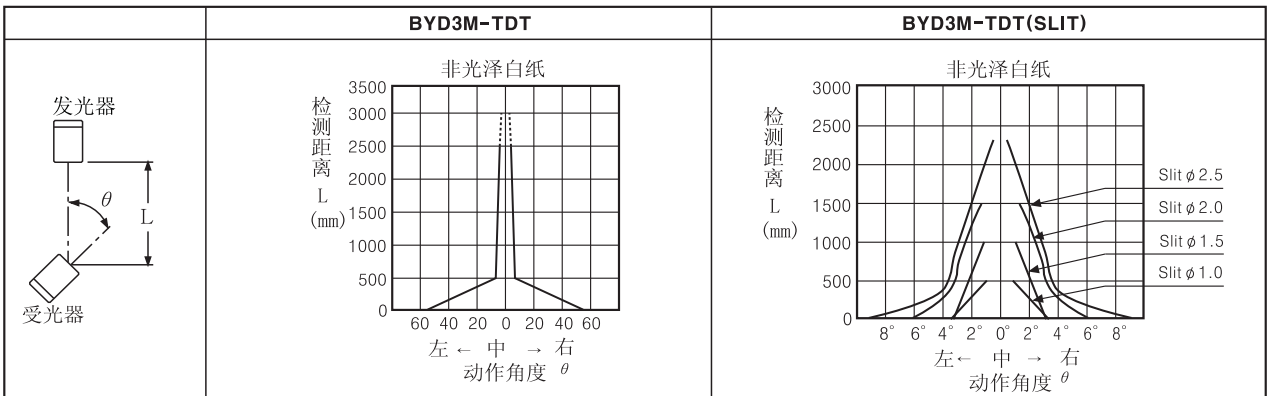 BYD3M-TDT
BYD3M-TDT(SLIT)
发光器
θ
L
受光器
非光泽白纸
检测距离
L
(mm)
3500
3000
2500
2000
1500
1000
500
0
60 40 20 0 20 40 60
左 ← 中 → 右
动作角度 θ
非光泽白纸
检测距离
L
(mm)
3000
2500
2000
1500
1000
500
0
8° 6° 4° 2° 0° 2° 4° 6° 8°
左 ← 中 → 右
动作角度 θ
Slit ϕ 2.5
Slit ϕ 2.0
Slit ϕ 1.5
Slit ϕ 1.0